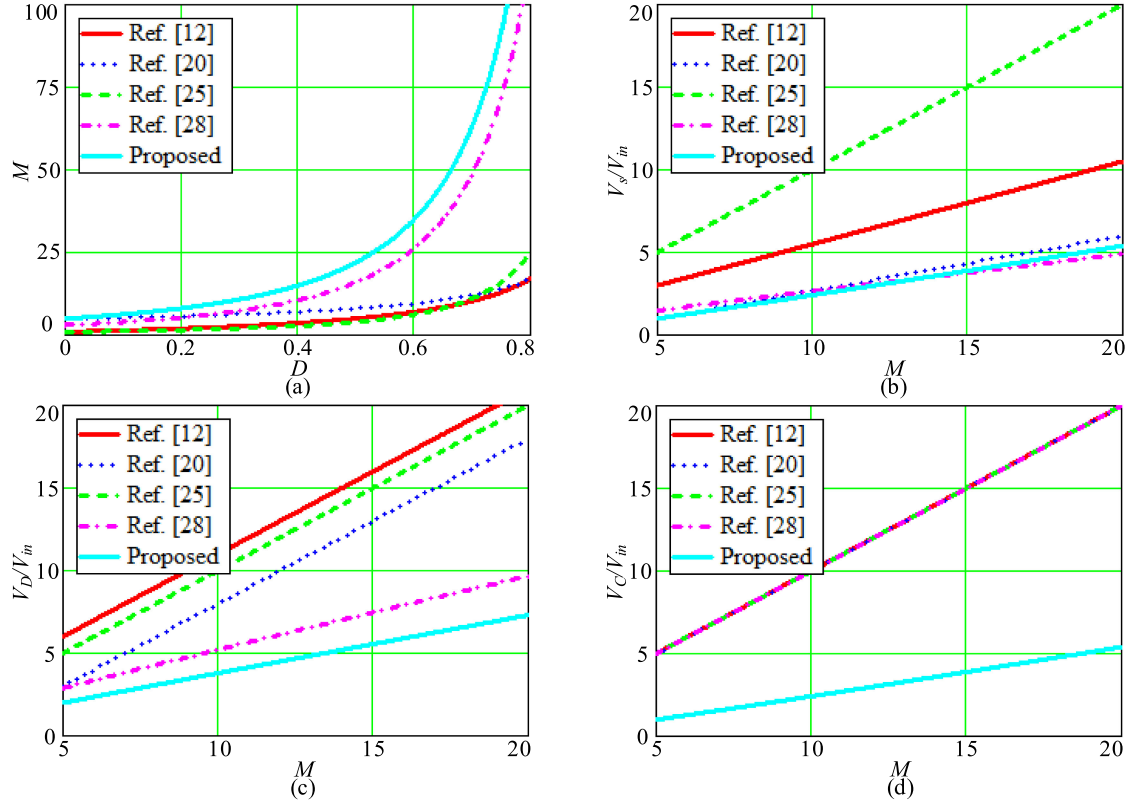 100
75
50
25
0
M
Ref. [12]
Ref. [20]
Ref. [25]
Ref. [28]
Proposed
0 0.2 0.4 0.6 0.8
D
(a)
20
15
10
5
0
Vs/Vin
Ref. [12]
Ref. [20]
Ref. [25]
Ref. [28]
Proposed
5 10 15 20
M
(b)
20
15
10
5
0
VD/Vin
Ref. [12]
Ref. [20]
Ref. [25]
Ref. [28]
Proposed
5 10 15 20
M
(c)
20
15
10
5
0
VC/Vin
Ref. [12]
Ref. [20]
Ref. [25]
Ref. [28]
Proposed
5 10 15 20
M
(d)